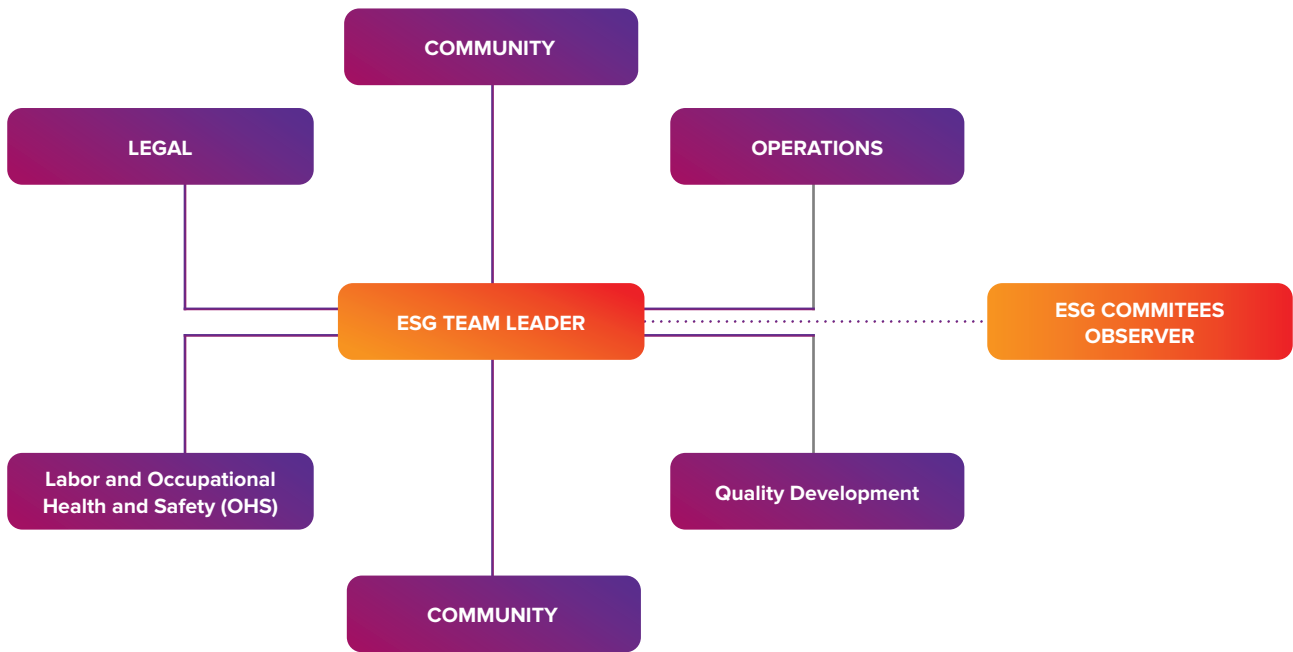 COMMUNITY
LEGAL
OPERATIONS
ESG TEAM LEADER
ESG COMMITEES
OBSERVER
Labor and Occupational
Health and Safety (OHS)
Quality Development
COMMUNITY